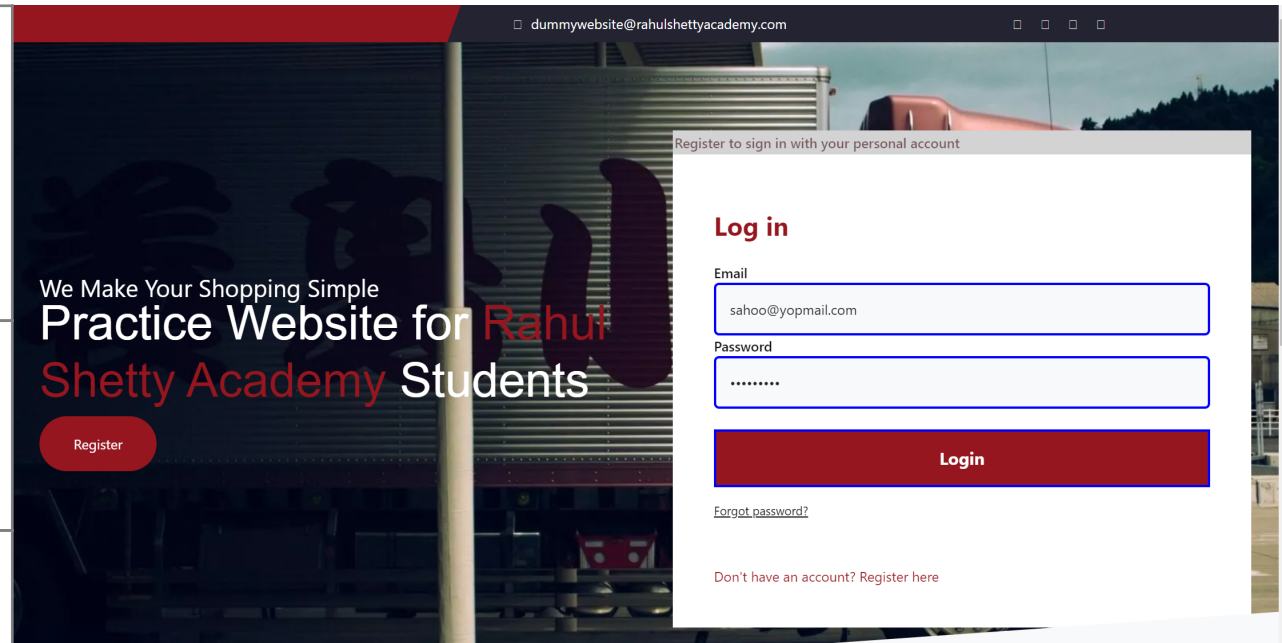 dummywebsite@rahulshettyacademy.com
Register to sign in with your personal account
We Make Your Shopping Simple
Practice Website for Rahul
Shetty Academy Students
Register
Log in
Email
sahoo@yopmail.com
Password
•••••••••
Login
Forgot password?
Don't have an account? Register here